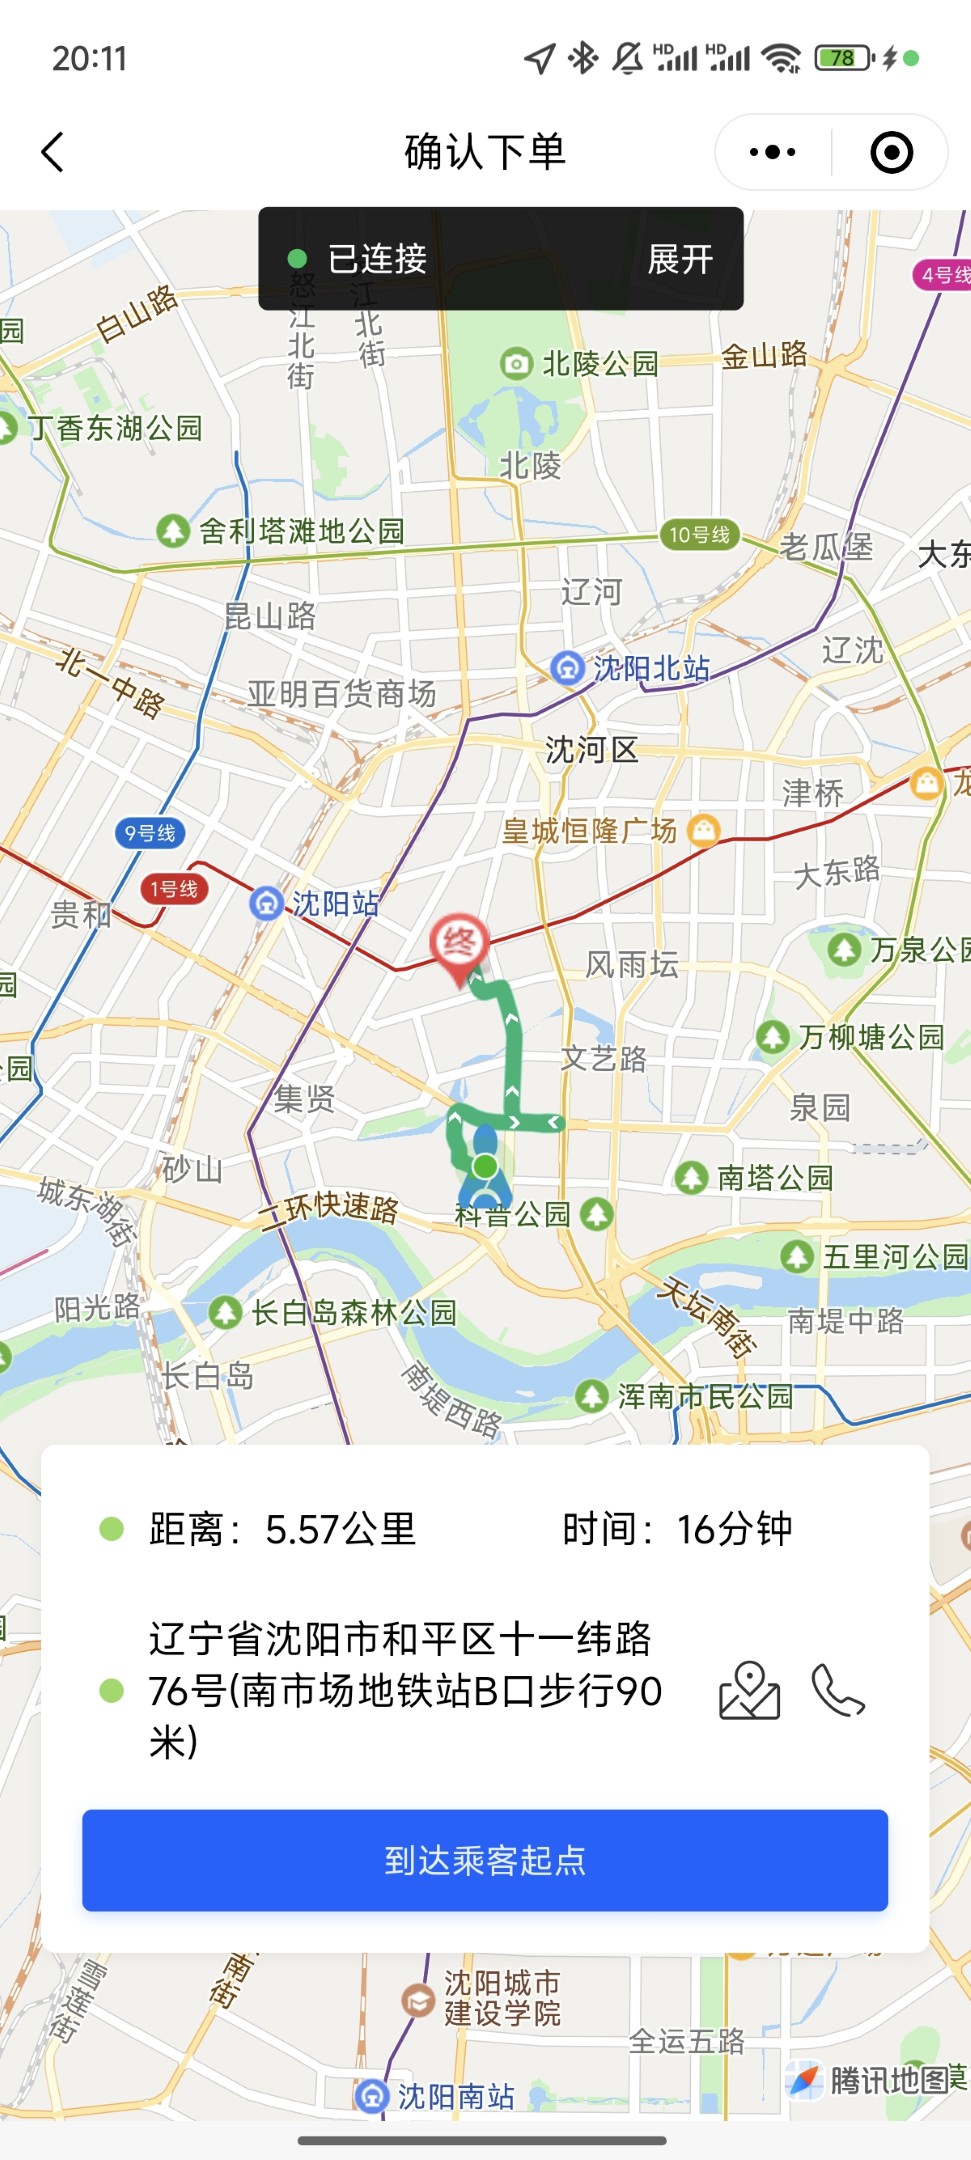 20:11
HD
HD
78
确认下单
已连接
展开
4号线
怒江北街
江北街
白山路
园
北陵公园
金山路
丁香东湖公园
北陵
舍利塔滩地公园
10号线
老瓜堡
大东
辽河
昆山路
辽沈
北一中路
沈阳北站
亚明百货商场
沈河区
津桥
龙
9号线
皇城恒隆广场
1号线
大东路
沈阳站
贵和
终
风雨坛
万泉公园
园
万柳塘公园
文艺路
公园
集贤
泉园
砂山
南塔公园
城东湖街
二环快速路
科普公园
五里河公园
阳光路
长白岛森林公园
天坛南街
南堤中路
长白岛
南堤西路
浑南市民公园
距离：5.57公里
时间：16分钟
辽宁省沈阳市和平区十一纬路
76号(南市场地铁站B口步行90
米)
到达乘客起点
雪莲街
南街
沈阳城市
建设学院
全运五路
腾讯地图
沈阳南站